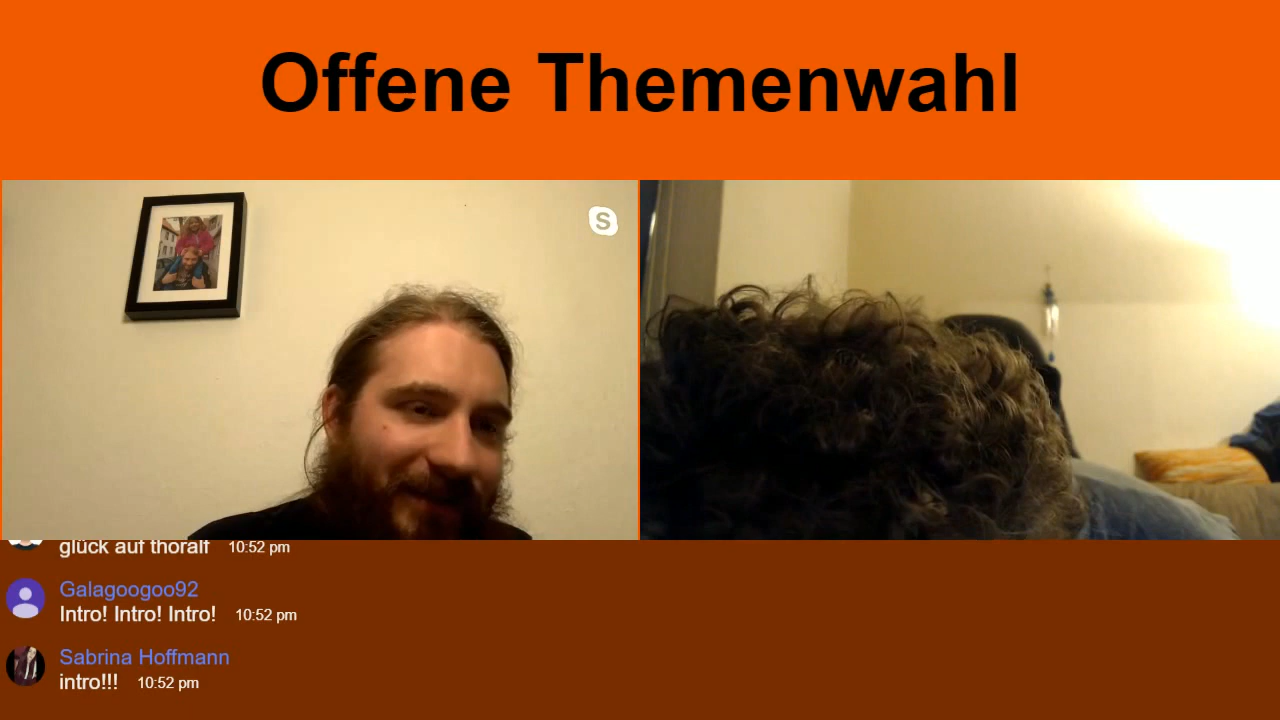 Offene Themenwahl
S
glück auf thoralf 10:52 pm
Galagoogoo92
Intro! Intro! Intro! 10:52 pm
Sabrina Hoffmann
intro!!! 10:52 pm